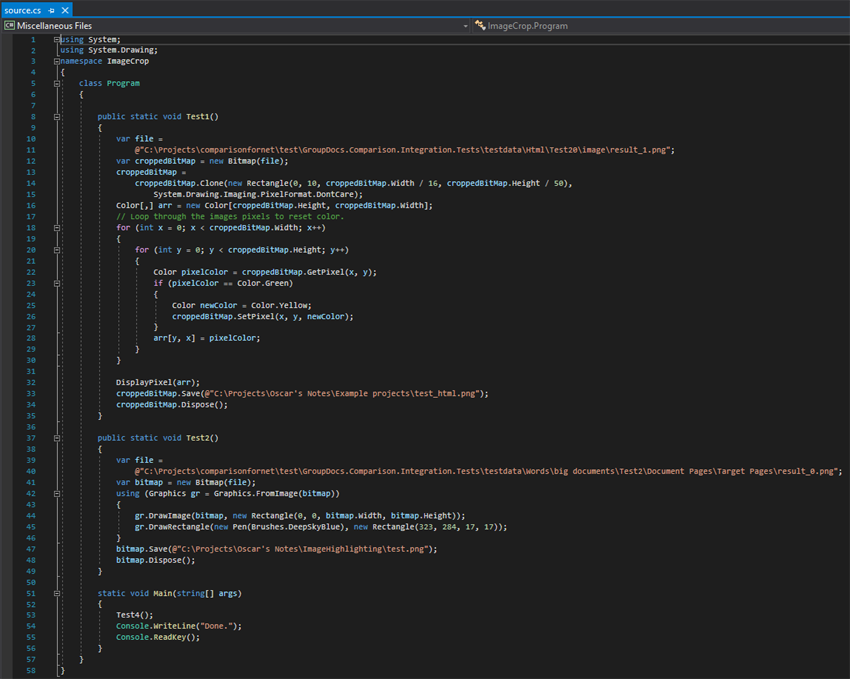 source.cs
Miscellaneous Files ImageCrop.Program
1 using System;
2 using System.Drawing;
3 namespace ImageCrop
4 {
5 class Program
6 {
7
8 public static void Test1()
9 {
10 var file =
11 @"C:\Projects\comparisonfornet\test\GroupDocs.Comparison.Integration.Tests\testdata\Html\Test20\image\result_1.png";
12 var croppedBitMap = new Bitmap(file);
13 croppedBitMap =
14 croppedBitMap.Clone(new Rectangle(0, 10, croppedBitMap.Width / 16, croppedBitMap.Height / 50),
15 System.Drawing.Imaging.PixelFormat.DontCare);
16 Color[,] arr = new Color[croppedBitMap.Height, croppedBitMap.Width];
17 // Loop through the images pixels to reset color.
18 for (int x = 0; x < croppedBitMap.Width; x++)
19 {
20 for (int y = 0; y < croppedBitMap.Height; y++)
21 {
22 Color pixelColor = croppedBitMap.GetPixel(x, y);
23 if (pixelColor == Color.Green)
24 {
25 Color newColor = Color.Yellow;
26 croppedBitMap.SetPixel(x, y, newColor);
27 }
28 arr[y, x] = pixelColor;
29 }
30 }
31
32 DisplayPixel(arr);
33 croppedBitMap.Save(@"C:\Projects\Oscar's Notes\Example projects\test_html.png");
34 croppedBitMap.Dispose();
35 }
36
37 public static void Test2()
38 {
39 var file =
40 @"C:\Projects\comparisonfornet\test\GroupDocs.Comparison.Integration.Tests\testdata\Words\big documents\Test2\Document Pages\Target Pages\result_0.png";
41 var bitmap = new Bitmap(file);
42 using (Graphics gr = Graphics.FromImage(bitmap))
43 {
44 gr.DrawImage(bitmap, new Rectangle(0, 0, bitmap.Width, bitmap.Height));
45 gr.DrawRectangle(new Pen(Brushes.DeepSkyBlue), new Rectangle(323, 284, 17, 17));
46 }
47 bitmap.Save(@"C:\Projects\Oscar's Notes\ImageHighlighting\test.png");
48 bitmap.Dispose();
49 }
50
51 static void Main(string[] args)
52 {
53 Test4();
54 Console.WriteLine("Done.");
55 Console.ReadKey();
56 }
57 }
58 }